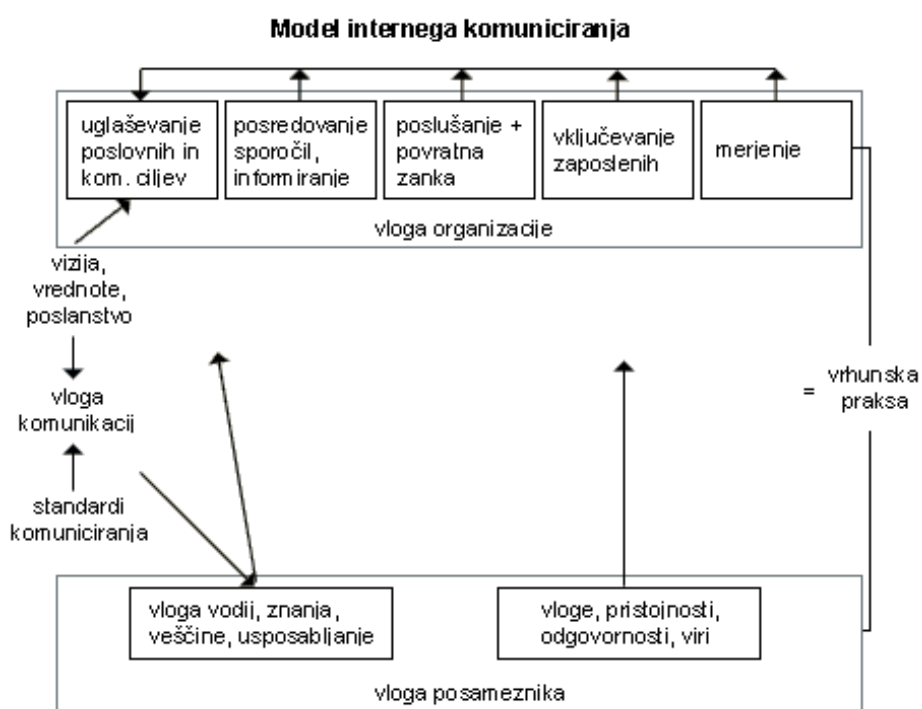 Model internega komuniciranja
uglaševanje
poslovnih in
kom. ciljev
posredovanje
sporočil,
informiranje
poslušanje +
povratna
zanka
vključevanje
zaposlenih
merjenje
vloga organizacije
vizija,
vrednote,
poslanstvo
vloga
komunikacij
standardi
komuniciranja
= vrhunska
praksa
vloga vodij, znanja,
veščine, usposabljanje
vloge, pristojnosti,
odgovornosti, viri
vloga posameznika